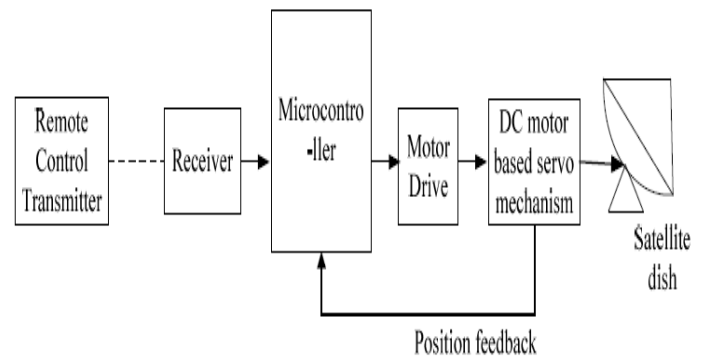 Remote
Control
Transmitter
Receiver
Microcontro
-ller
Motor
Drive
DC motor
based servo
mechanism
Satellite
dish
Position feedback